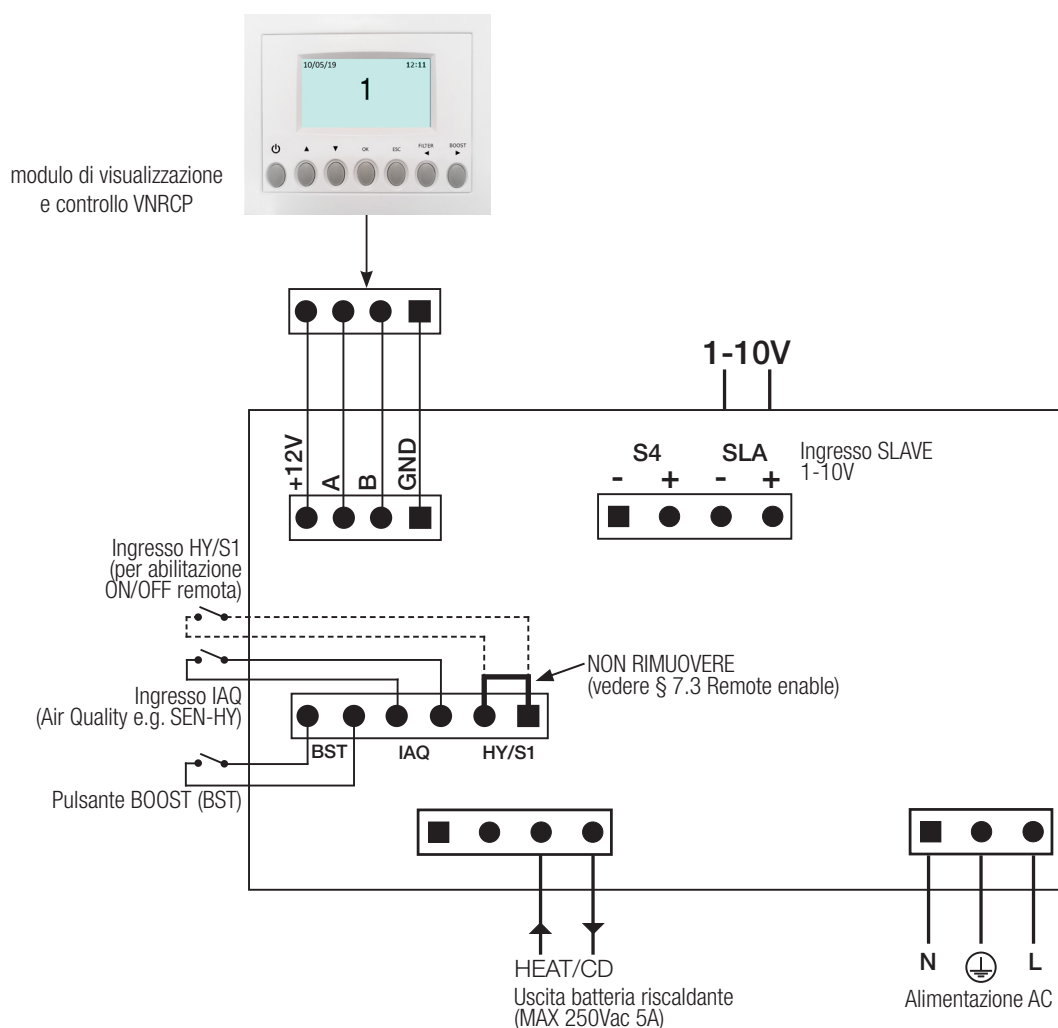 10/05/19 12:11
1
OK ESC FILTER BOOST
modulo di visualizzazione
e controllo VNRCP
1-10V
+12V A B GND
S4 SLA
- + - +
Ingresso SLAVE
1-10V
Ingresso HY/S1
(per abilitazione
ON/OFF remota)
NON RIMUOVERE
(vedere § 7.3 Remote enable)
Ingresso IAQ
(Air Quality e.g. SEN-HY)
BST IAQ HY/S1
Pulsante BOOST (BST)
HEAT/CD
Uscita batteria riscaldante
(MAX 250Vac 5A)
N L
Alimentazione AC